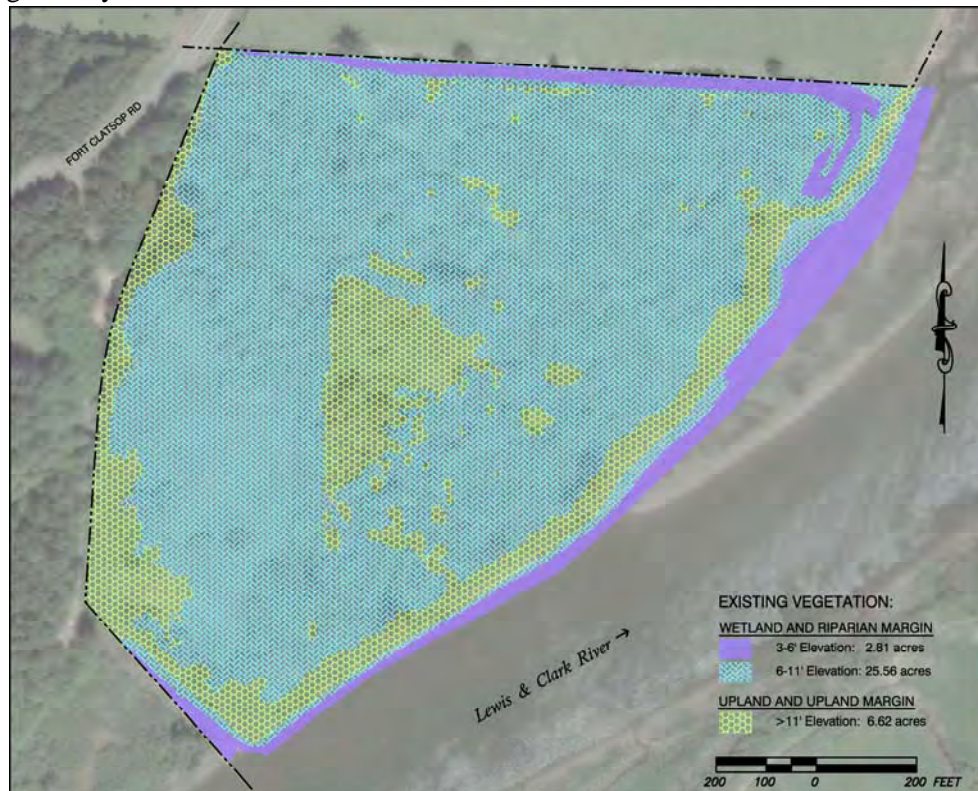 FORT CLATSOP RD
EXISTING VEGETATION:
WETLAND AND RIPARIAN MARGIN
3-6' Elevation: 2.81 acres
6-11' Elevation: 25.56 acres
UPLAND AND UPLAND MARGIN
>11' Elevation: 6.62 acres
Lewis & Clark River →
200 100 0 200 FEET